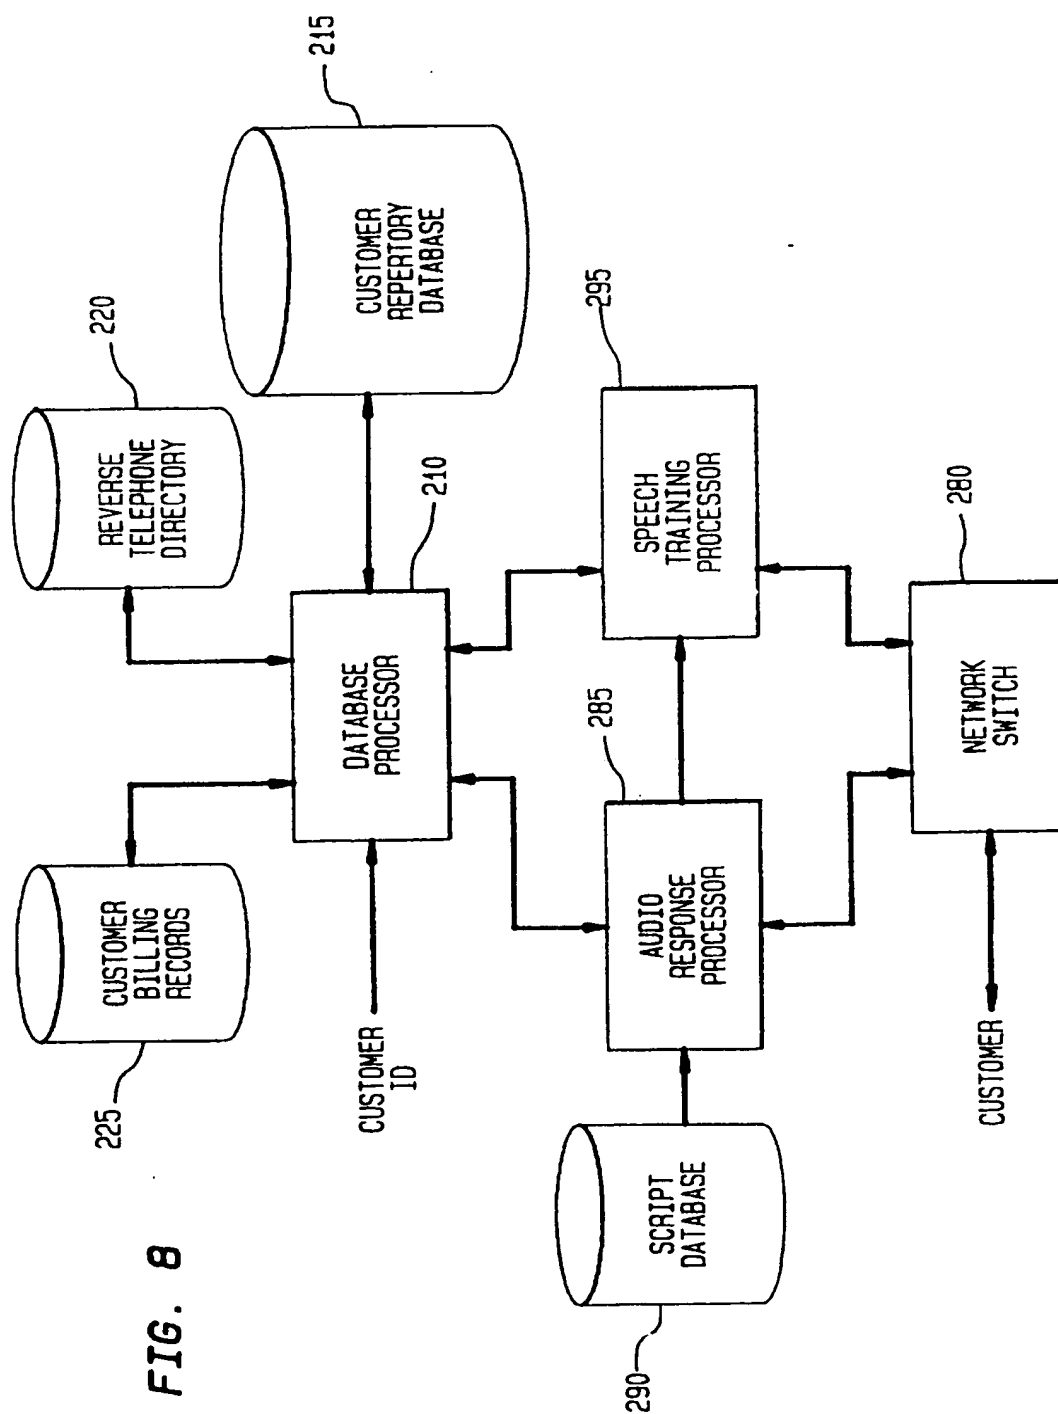 FIG. 8
225
CUSTOMER
BILLING
RECORDS
REVERSE
TELEPHONE
DIRECTORY
220
215
CUSTOMER
REPERTORY
DATABASE
CUSTOMER
ID
DATABASE
PROCESSOR
210
290
SCRIPT
DATABASE
AUDIO
RESPONSE
PROCESSOR
285
SPEECH
TRAINING
PROCESSOR
295
CUSTOMER
NETWORK
SWITCH
280